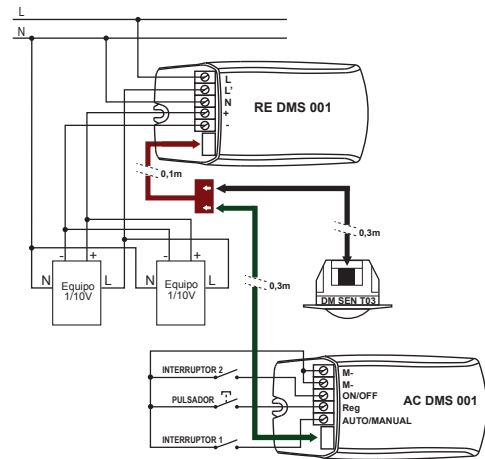 L
N
L
L'
N
+
-
RE DMS 001
0,1m
0,3m
- +
- +
N Equipo 1/10V L
N Equipo 1/10V L
0,3m
DM SEN T03
INTERRUPTOR 2
PULSADOR
INTERRUPTOR 1
M-
M-
ON/OFF
Reg
AUTO/MANUAL
AC DMS 001